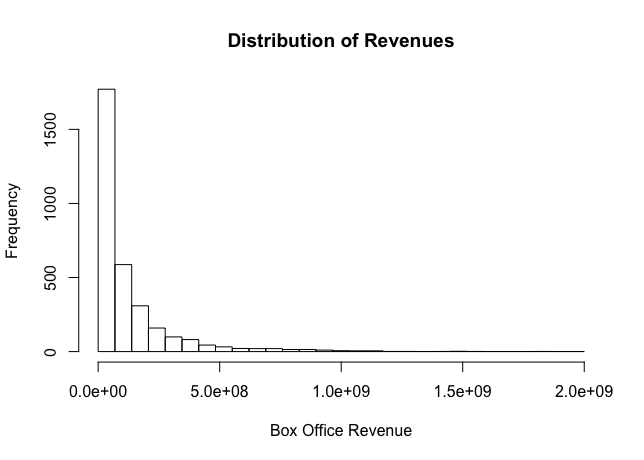 Distribution of Revenues
Frequency
1500
1000
500
0
0.0e+00 5.0e+08 1.0e+09 1.5e+09 2.0e+09
Box Office Revenue